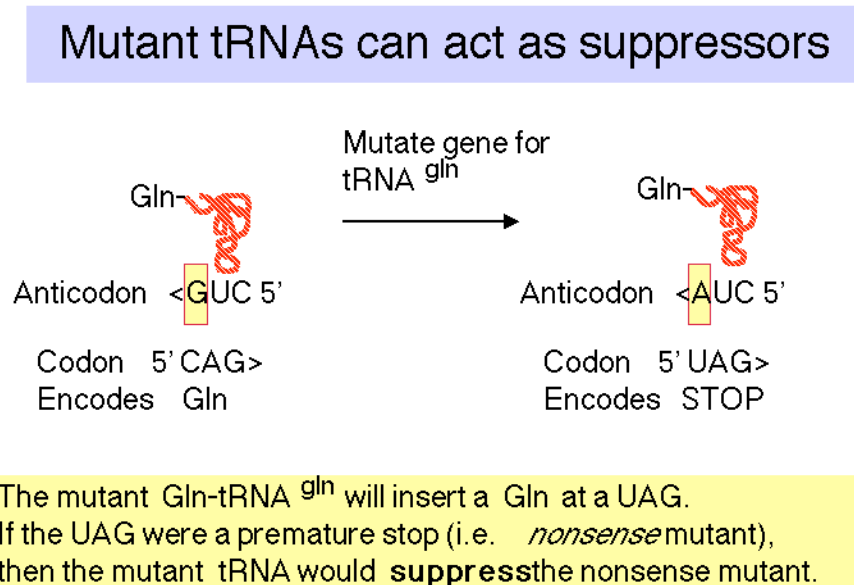 Mutant tRNAs can act as suppressors
Mutate gene for
tRNA gln
Gln-
Gln-
Anticodon <GUC 5'
Anticodon <AUC 5'
Codon 5' CAG>
Encodes Gln
Codon 5' UAG>
Encodes STOP
The mutant Gln-tRNA gln will insert a Gln at a UAG.
If the UAG were a premature stop (i.e. nonsense mutant),
then the mutant tRNA would suppressthe nonsense mutant.